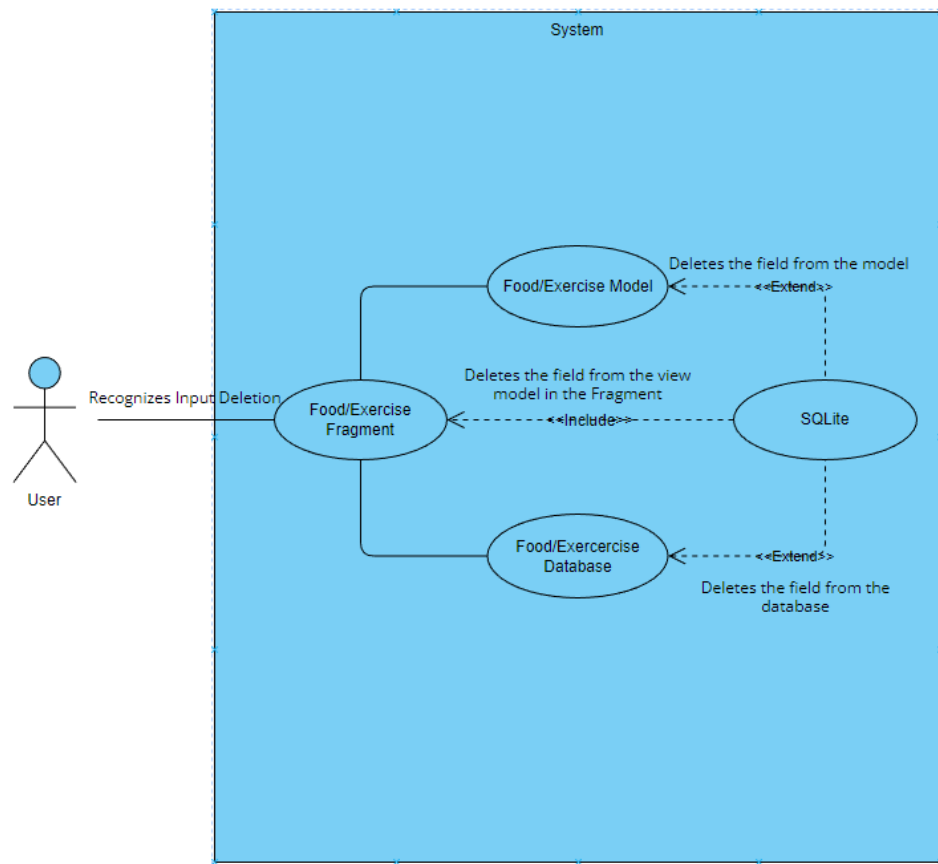 System
Deletes the field from the model
Food/Exercise Model
<<Extend>>
Deletes the field from the view
model in the Fragment
Recognizes Input Deletion
Food/Exercise
Fragment
<<Include>>
SQLite
User
Food/Exercercise
Database
<<Extend>>
Deletes the field from the
database